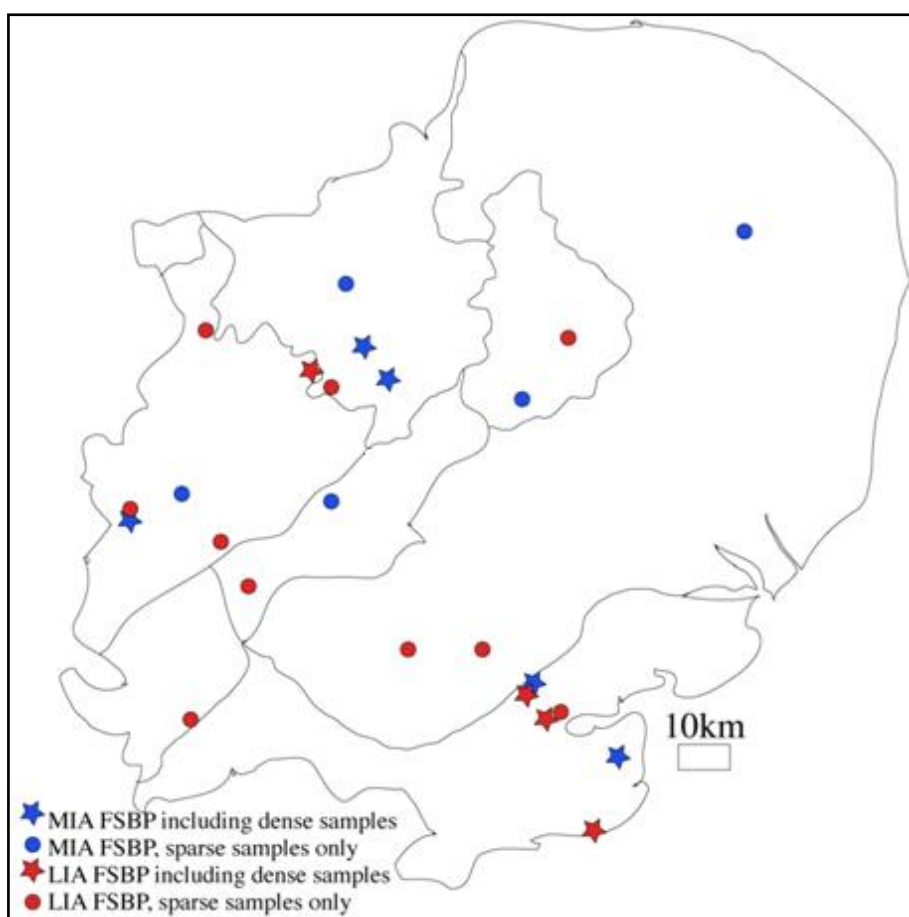 10km
MIA FSBP including dense samples
MIA FSBP, sparse samples only
LIA FSBP including dense samples
LIA FSBP, sparse samples only